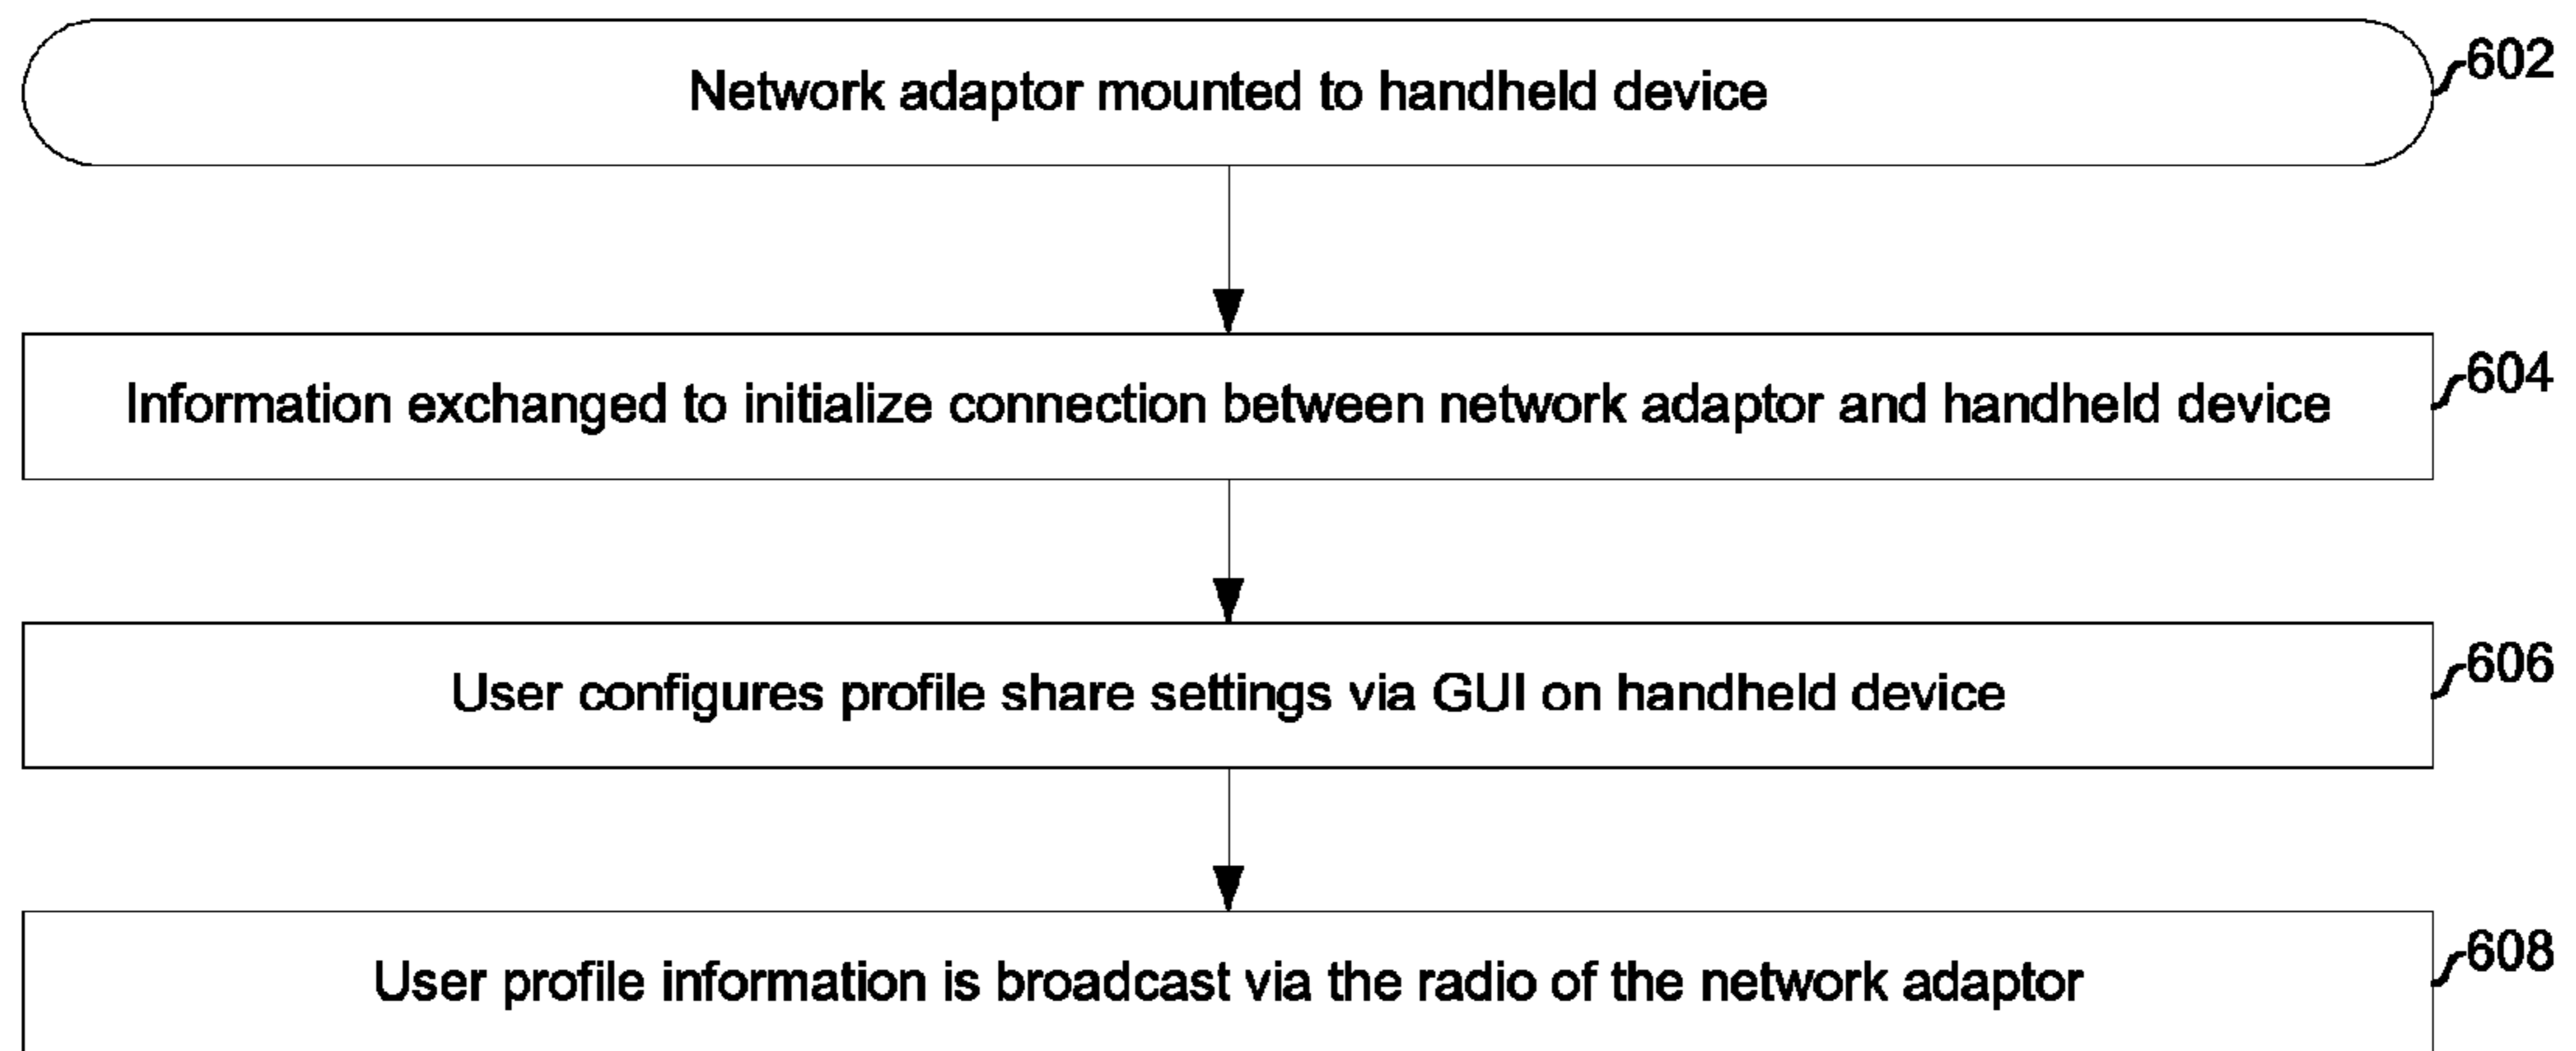 Network adaptor mounted to handheld device
602
Information exchanged to initialize connection between network adaptor and handheld device
604
User configures profile share settings via GUI on handheld device
606
User profile information is broadcast via the radio of the network adaptor
608